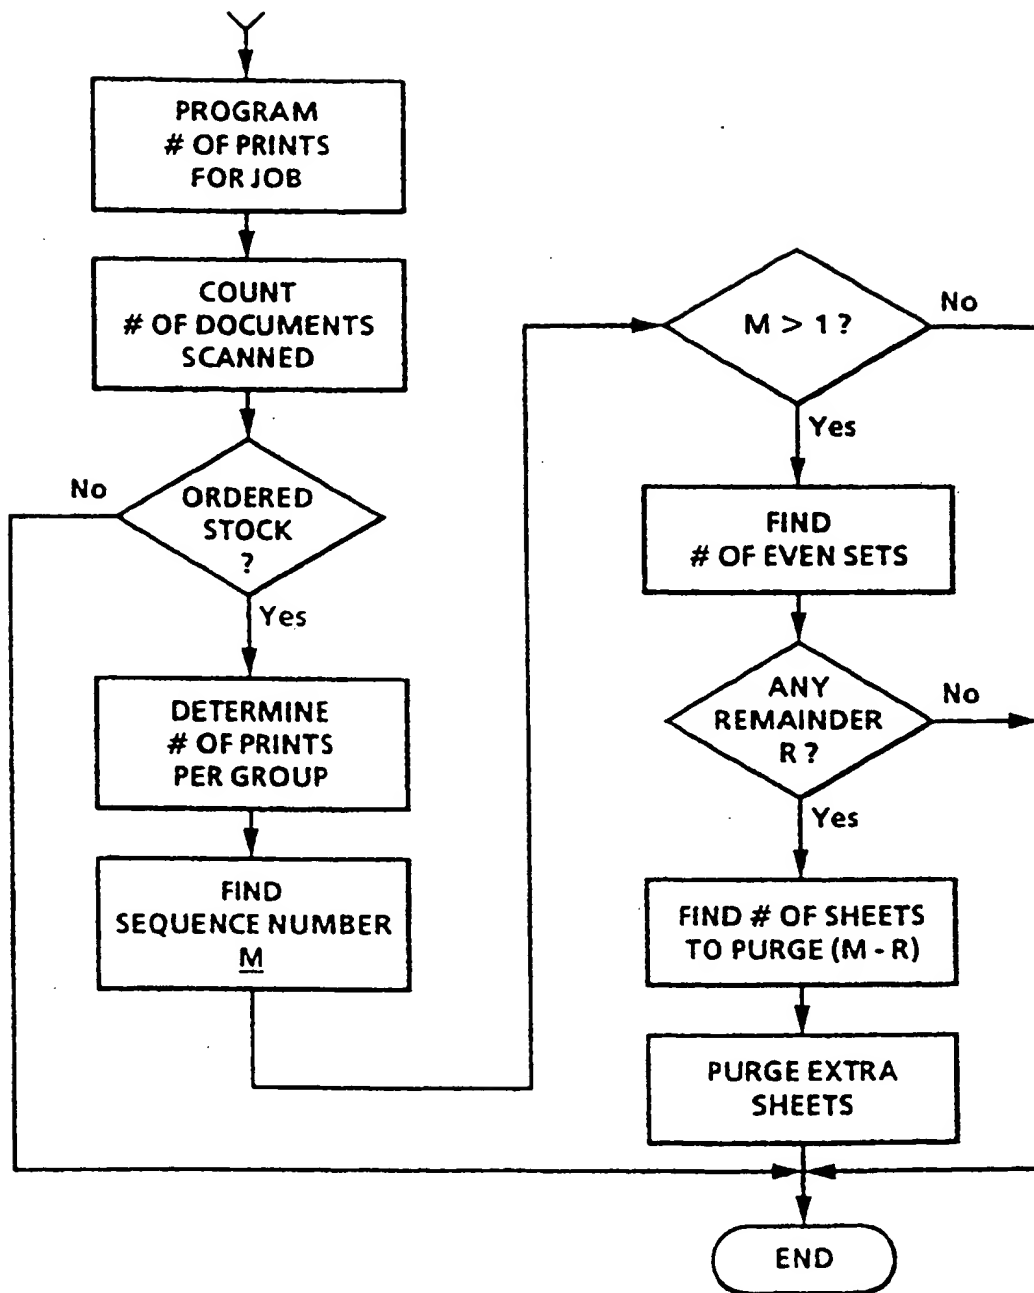 PROGRAM
# OF PRINTS
FOR JOB
COUNT
# OF DOCUMENTS
SCANNED
No
ORDERED
STOCK
?
Yes
DETERMINE
# OF PRINTS
PER GROUP
FIND
SEQUENCE NUMBER
M
M > 1 ?
No
Yes
FIND
# OF EVEN SETS
ANY
REMAINDER
R ?
No
Yes
FIND # OF SHEETS
TO PURGE (M - R)
PURGE EXTRA
SHEETS
END